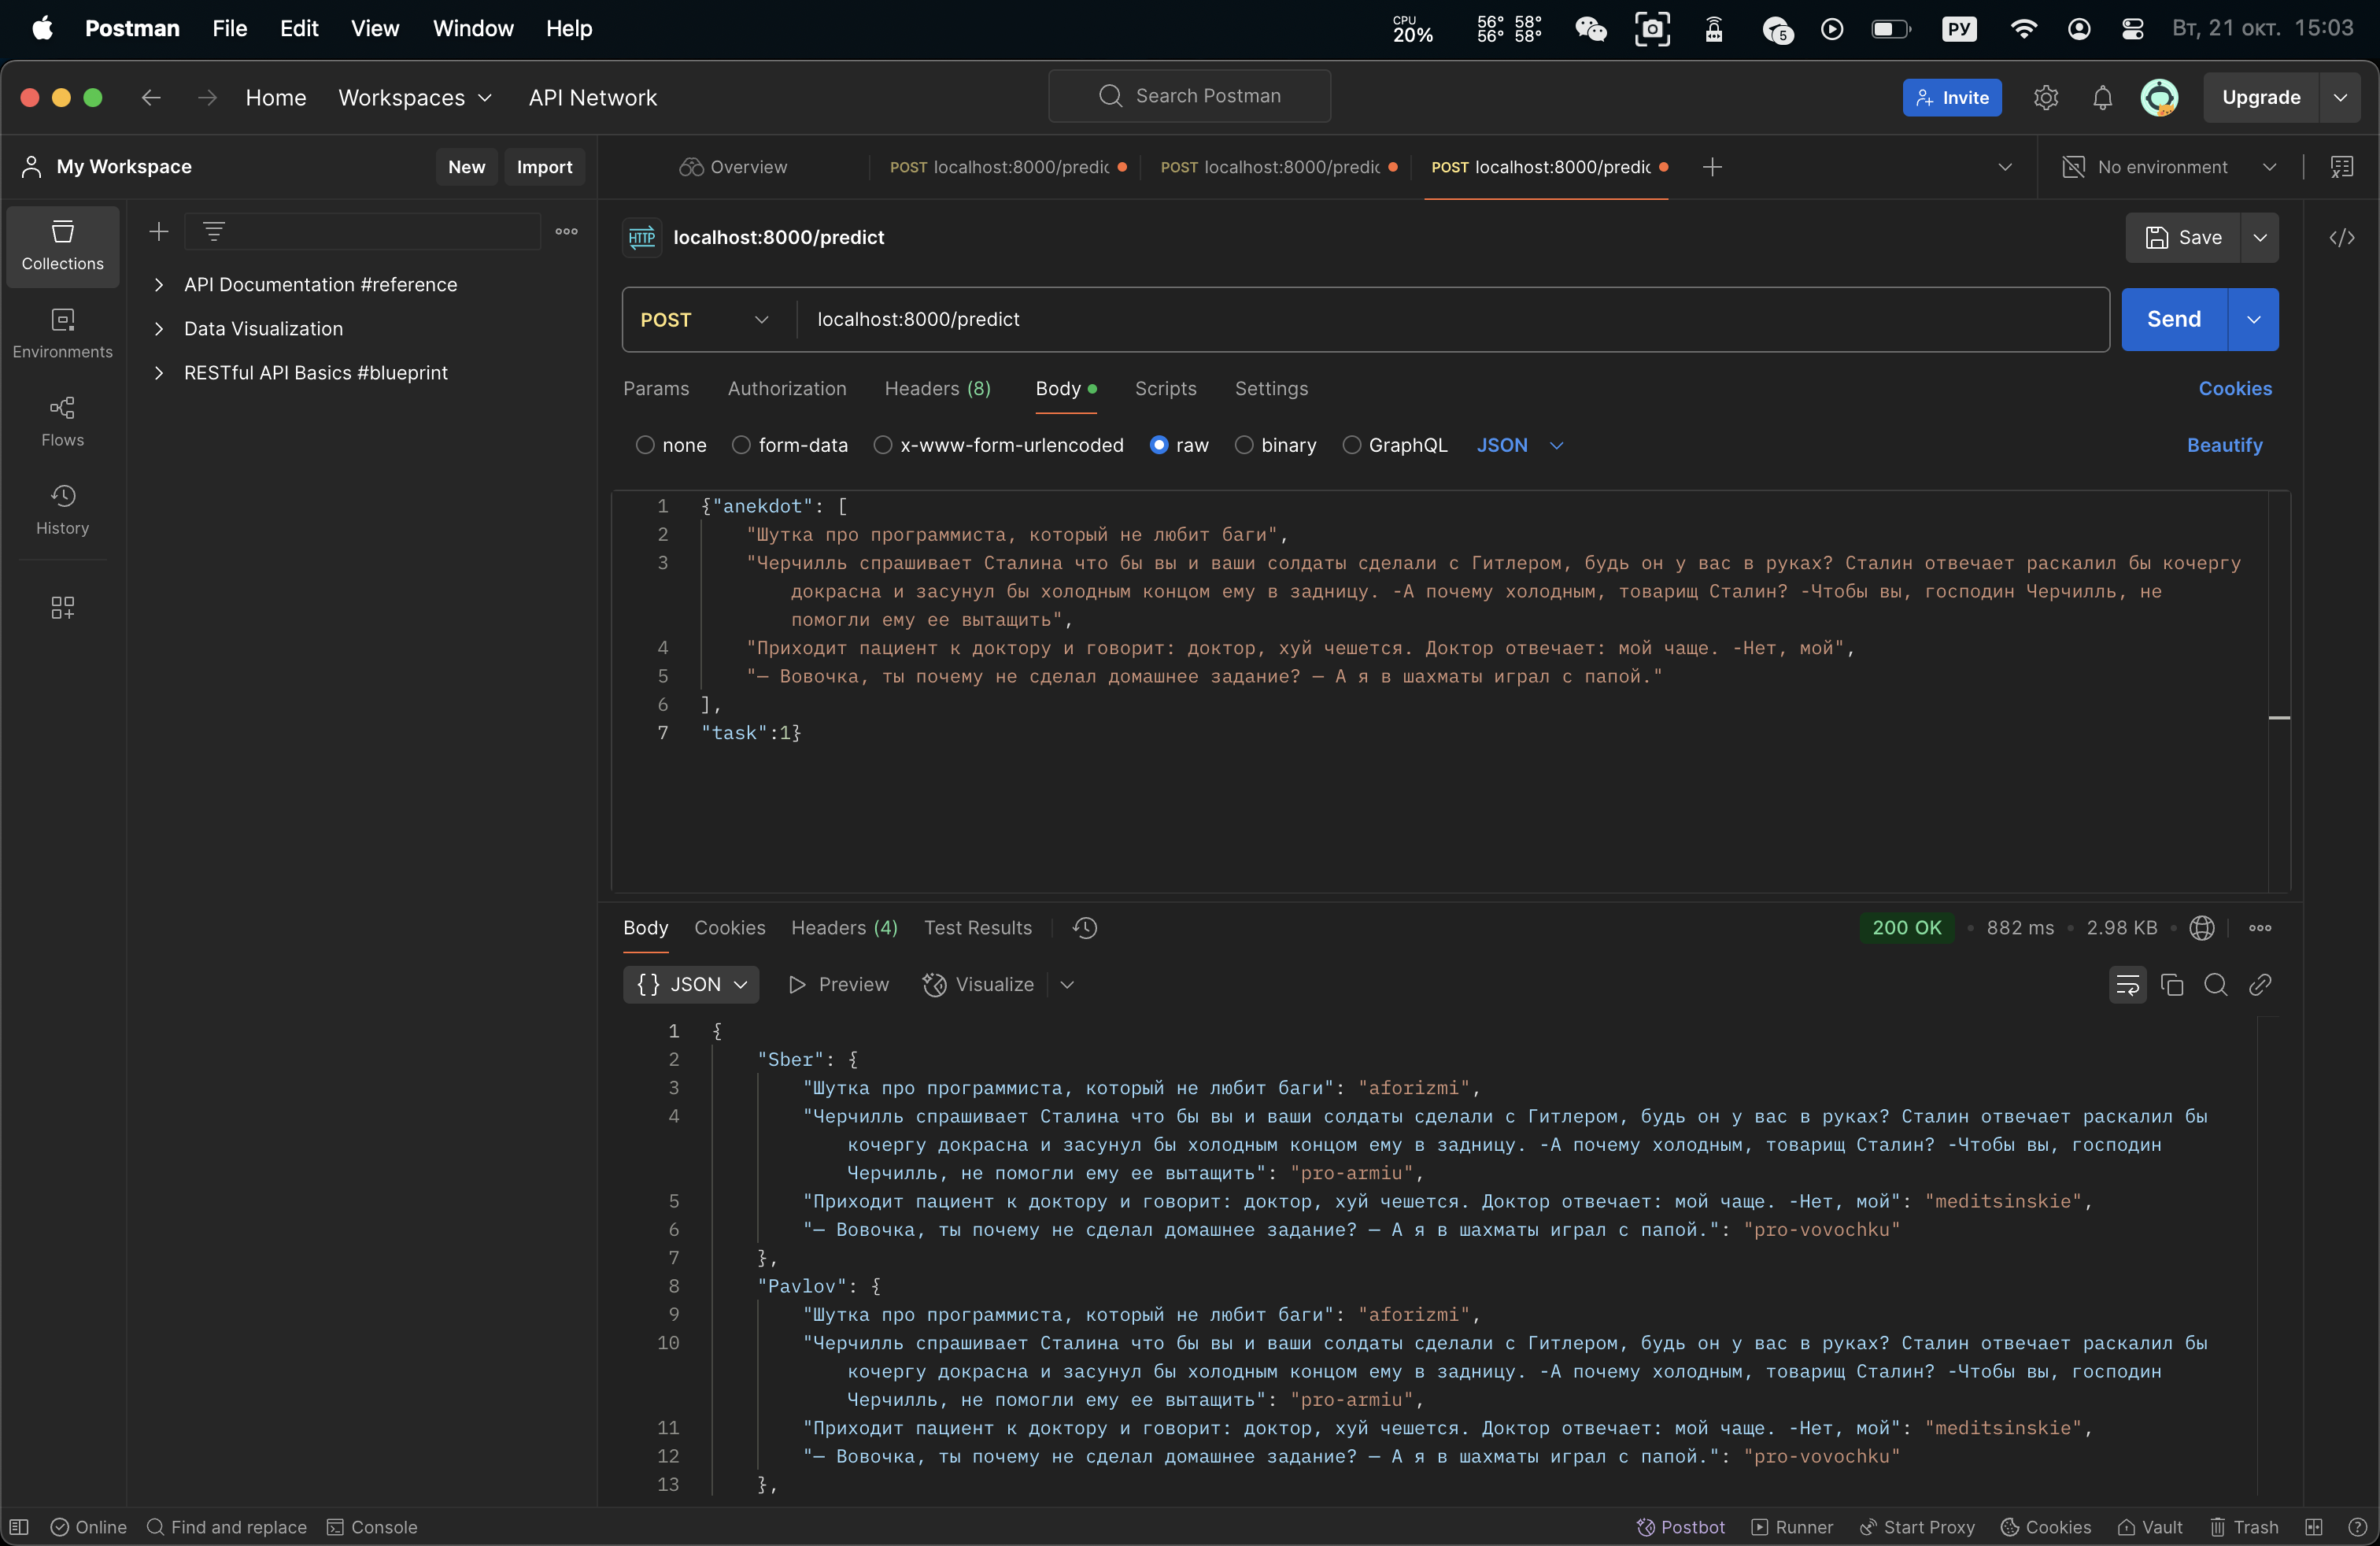 Postman File Edit View Window Help CPU 20% 56° 58° 56° 58° 5 РУ Вт, 21 окт. 15:03
Home Workspaces API Network Search Postman Invite Upgrade
My Workspace New Import Overview POST localhost:8000/predic POST localhost:8000/predic POST localhost:8000/predic No environment
Collections
Environments
Flows
History
API Documentation #reference
Data Visualization
RESTful API Basics #blueprint
HTTP localhost:8000/predict Save
POST localhost:8000/predict Send
Params Authorization Headers (8) Body Scripts Settings Cookies
none form-data x-www-form-urlencoded raw binary GraphQL JSON Beautify
1 {"anekdot": [
2 "Шутка про программиста, который не любит баги",
3 "Черчилль спрашивает Сталина что бы вы и ваши солдаты сделали с Гитлером, будь он у вас в руках? Сталин отвечает раскалил бы кочергу
докрасна и засунул бы холодным концом ему в задницу. -А почему холодным, товарищ Сталин? -Чтобы вы, господин Черчилль, не
помогли ему ее вытащить",
4 "Приходит пациент к доктору и говорит: доктор, хуй чешется. Доктор отвечает: мой чаще. -Нет, мой",
5 "— Вовочка, ты почему не сделал домашнее задание? — А я в шахматы играл с папой."
6 ],
7 "task":1}
Body Cookies Headers (4) Test Results 200 OK • 882 ms • 2.98 KB •
{} JSON Preview Visualize
1 {
2 "Sber": {
3 "Шутка про программиста, который не любит баги": "aforizmi",
4 "Черчилль спрашивает Сталина что бы вы и ваши солдаты сделали с Гитлером, будь он у вас в руках? Сталин отвечает раскалил бы
кочергу докрасна и засунул бы холодным концом ему в задницу. -А почему холодным, товарищ Сталин? -Чтобы вы, господин
Черчилль, не помогли ему ее вытащить": "pro-armiu",
5 "Приходит пациент к доктору и говорит: доктор, хуй чешется. Доктор отвечает: мой чаще. -Нет, мой": "meditsinskie",
6 "— Вовочка, ты почему не сделал домашнее задание? — А я в шахматы играл с папой.": "pro-vovochku"
7 },
8 "Pavlov": {
9 "Шутка про программиста, который не любит баги": "aforizmi",
10 "Черчилль спрашивает Сталина что бы вы и ваши солдаты сделали с Гитлером, будь он у вас в руках? Сталин отвечает раскалил бы
кочергу докрасна и засунул бы холодным концом ему в задницу. -А почему холодным, товарищ Сталин? -Чтобы вы, господин
Черчилль, не помогли ему ее вытащить": "pro-armiu",
11 "Приходит пациент к доктору и говорит: доктор, хуй чешется. Доктор отвечает: мой чаще. -Нет, мой": "meditsinskie",
12 "— Вовочка, ты почему не сделал домашнее задание? — А я в шахматы играл с папой.": "pro-vovochku"
13 },
Online Find and replace Console Postbot Runner Start Proxy Cookies Vault Trash